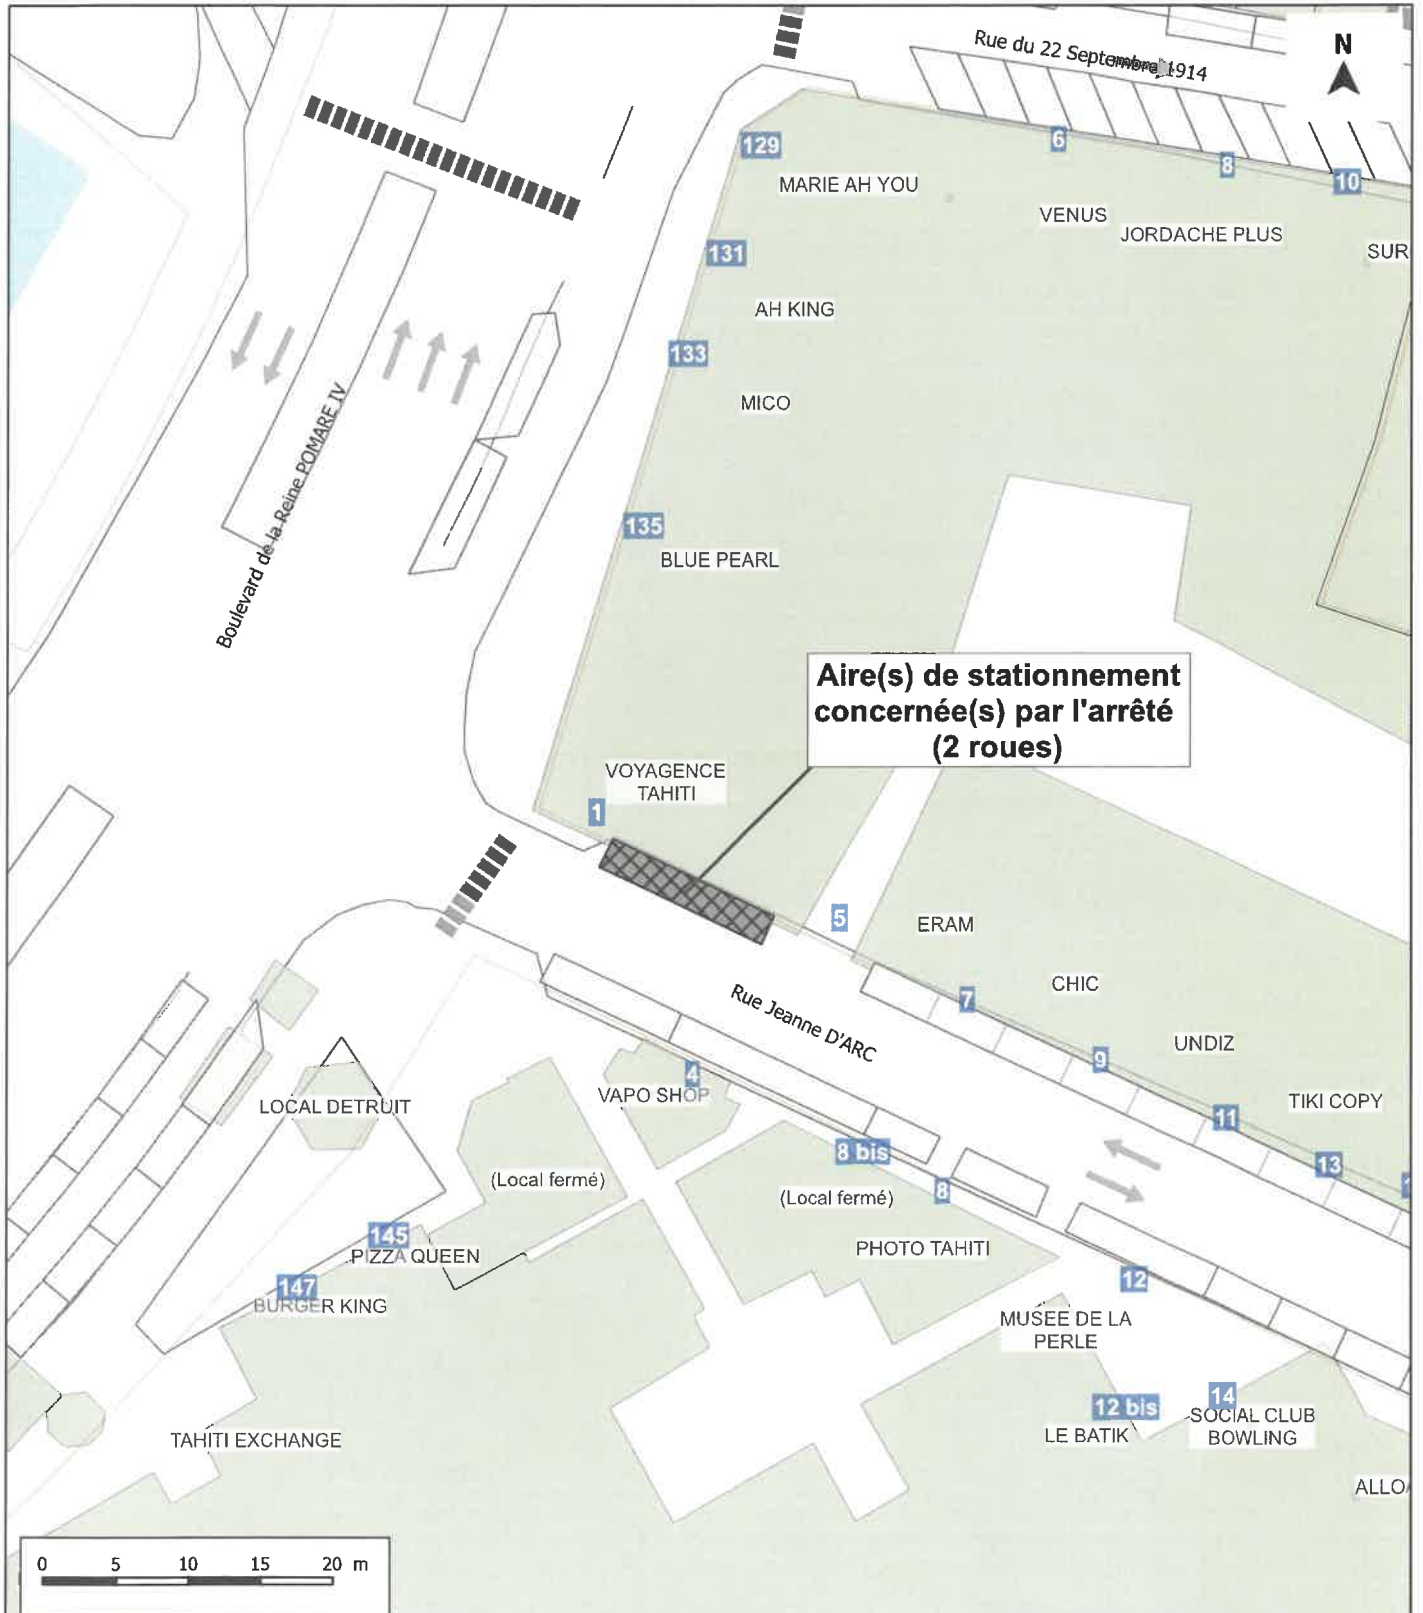 Rue du 22 Septembre 1914
N
129
6
8
10
MARIE AH YOU
VENUS
JORDACHE PLUS
SUR
131
AH KING
133
MICO
Boulevard de la Reine POMARE IV
135
BLUE PEARL
Aire(s) de stationnement
concernée(s) par l'arrêté
(2 roues)
VOYAGENCE
TAHITI
1
5
ERAM
CHIC
7
Rue Jeanne D'ARC
UNDIZ
9
4
VAPO SHOP
LOCAL DETRUIT
TIKI COPY
11
8 bis
13
(Local fermé)
(Local fermé)
8
145
PIZZA QUEEN
PHOTO TAHITI
12
147
BURGER KING
MUSEE DE LA
PERLE
14
12 bis
SOCIAL CLUB
BOWLING
LE BATIK
TAHITI EXCHANGE
ALLO
0 5 10 15 20 m